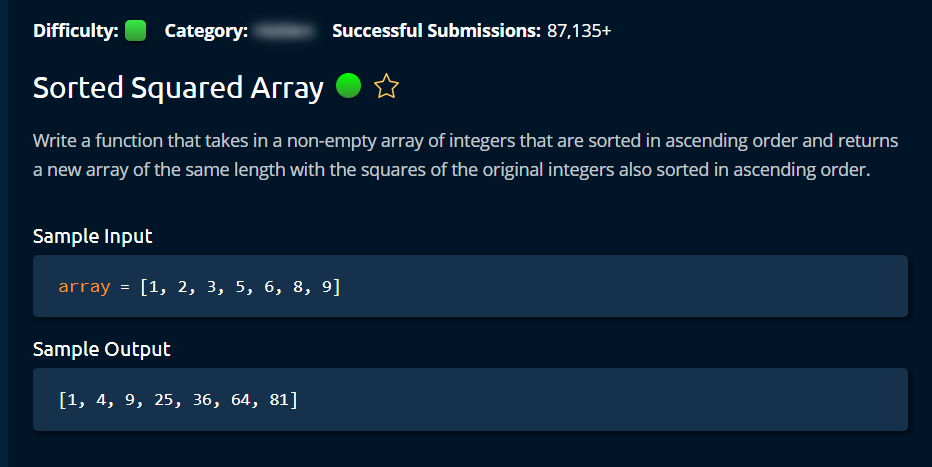 Difficulty: Category: Successful Submissions: 87,135+
Sorted Squared Array
Write a function that takes in a non-empty array of integers that are sorted in ascending order and returns
a new array of the same length with the squares of the original integers also sorted in ascending order.
Sample Input
array = [1, 2, 3, 5, 6, 8, 9]
Sample Output
[1, 4, 9, 25, 36, 64, 81]